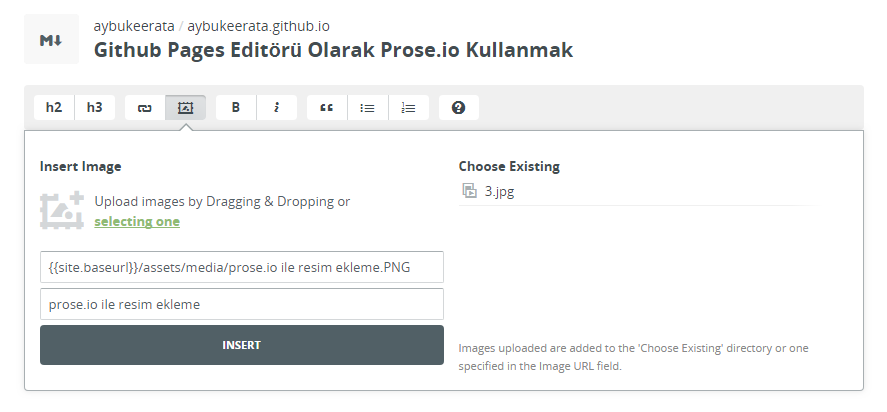 M↓
aybukeerata / aybukeerata.github.io
Github Pages Editörü Olarak Prose.io Kullanmak
h2 h3 B i “
Insert Image
Upload images by Dragging & Dropping or
selecting one
{{site.baseurl}}/assets/media/prose.io ile resim ekleme.PNG
prose.io ile resim ekleme
INSERT
Choose Existing
3.jpg
Images uploaded are added to the 'Choose Existing' directory or one
specified in the Image URL field.